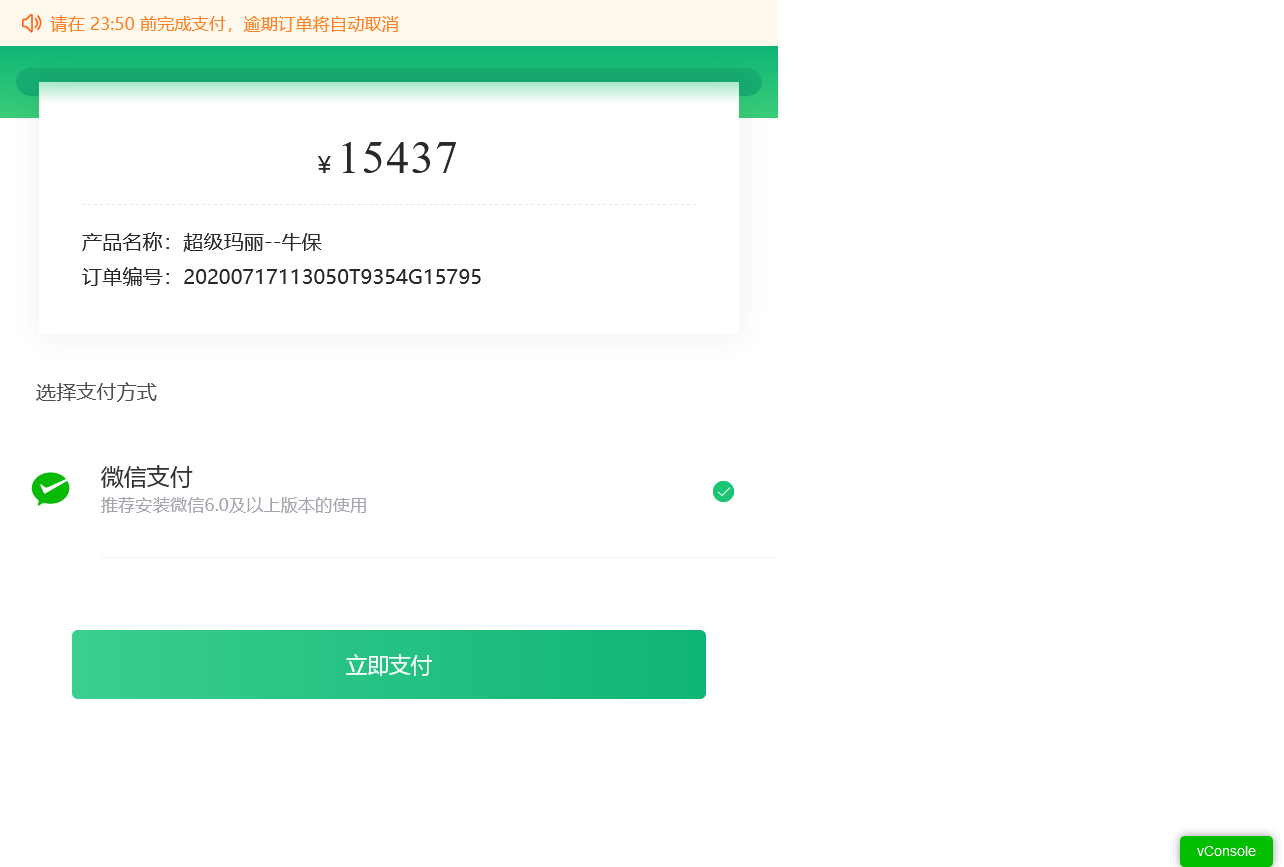 请在 23:50 前完成支付，逾期订单将自动取消
¥ 15437
产品名称：超级玛丽--牛保
订单编号：20200717113050T9354G15795
选择支付方式
微信支付
推荐安装微信6.0及以上版本的使用
立即支付
vConsole